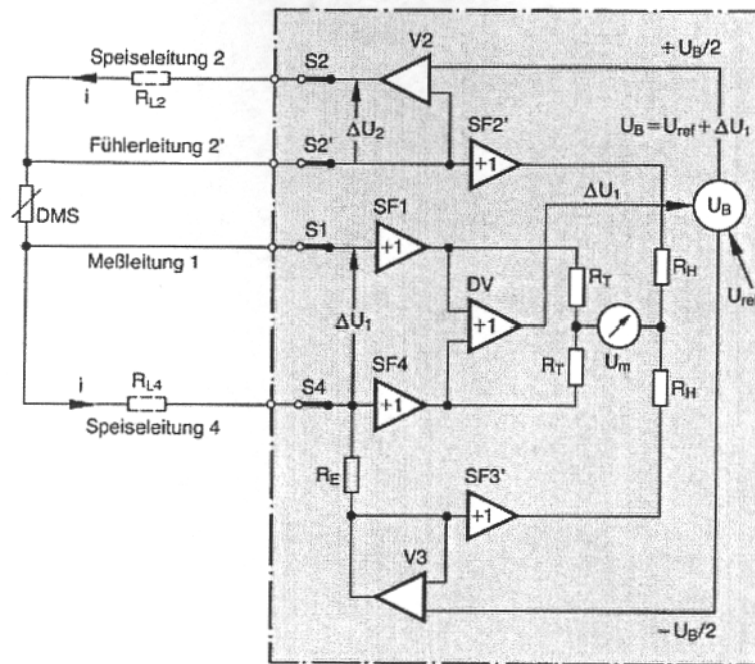 Speiseleitung 2
i
R_L2
S2
V2
+U_B/2
ΔU_2
U_B = U_ref + ΔU_1
Fühlerleitung 2'
S2'
SF2'
+1
DMS
SF1
ΔU_1
U_B
S1
+1
Meßleitung 1
DV
R_T
R_H
U_ref
ΔU_1
+1
U_m
R_T
R_L4
i
S4
SF4
+1
R_H
Speiseleitung 4
R_E
SF3'
+1
V3
−U_B/2